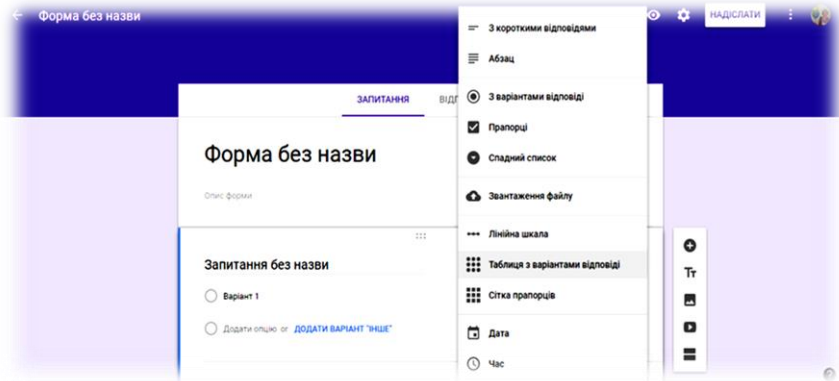 Форма без назви
НАДІСЛАТИ
ЗАПИТАННЯ
Форма без назви
Опис форми
Запитання без назви
Варіант 1
Додати опцію or ДОДАТИ ВАРІАНТ "ІНШЕ"
З короткими відповідями
Абзац
З варіантами відповіді
Прапорці
Спадний список
Звантаження файлу
Лінійна шкала
Таблиця з варіантами відповіді
Сітка прапорців
Дата
Час
Тт